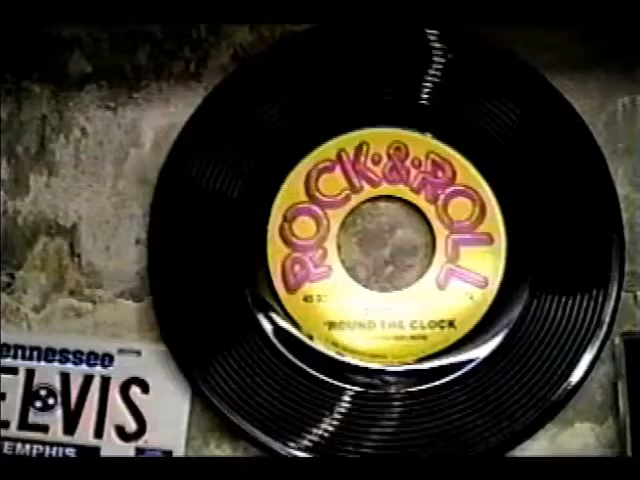 ROCK·&·ROLL
'ROUND THE CLOCK
ennessee
ELVIS
EMPHIS